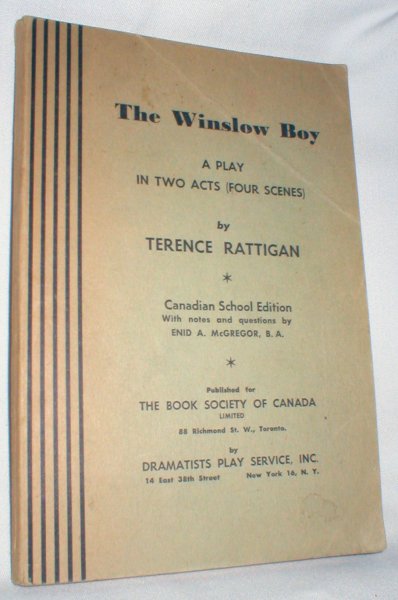 The Winslow Boy
A PLAY
IN TWO ACTS (FOUR SCENES)
by
TERENCE RATTIGAN
*
Canadian School Edition
With notes and questions by
ENID A. McGREGOR, B. A.
*
Published for
THE BOOK SOCIETY OF CANADA
LIMITED
88 Richmond St. W., Toronto.
by
DRAMATISTS PLAY SERVICE, INC.
14 East 38th Street New York 16, N. Y.